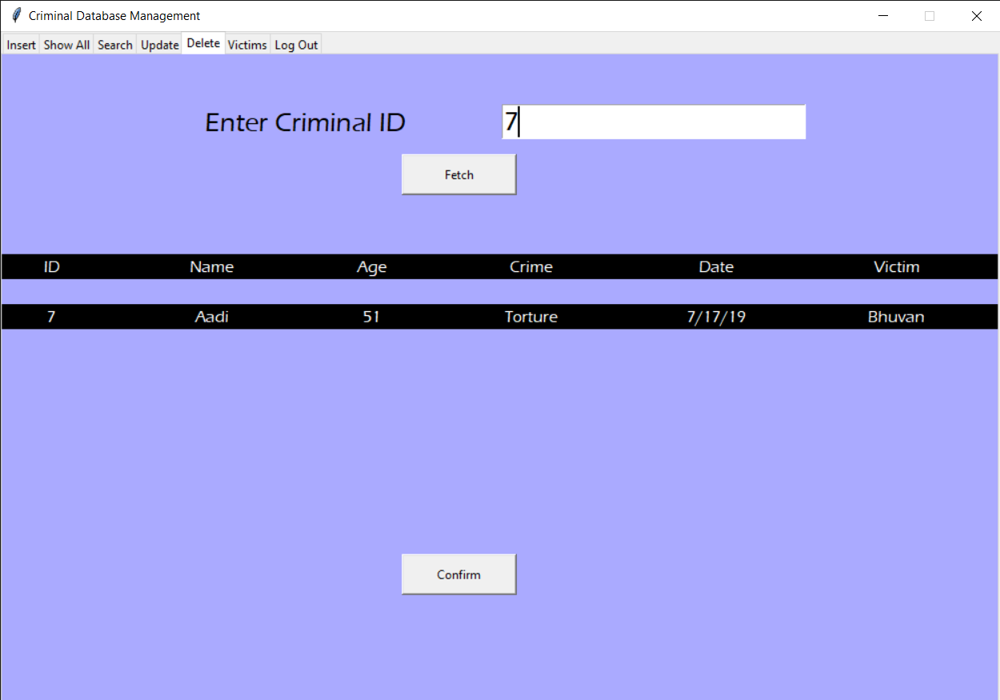 Criminal Database Management
Insert Show All Search Update Delete Victims Log Out
Enter Criminal ID 7
Fetch
ID Name Age Crime Date Victim
7 Aadi 51 Torture 7/17/19 Bhuvan
Confirm